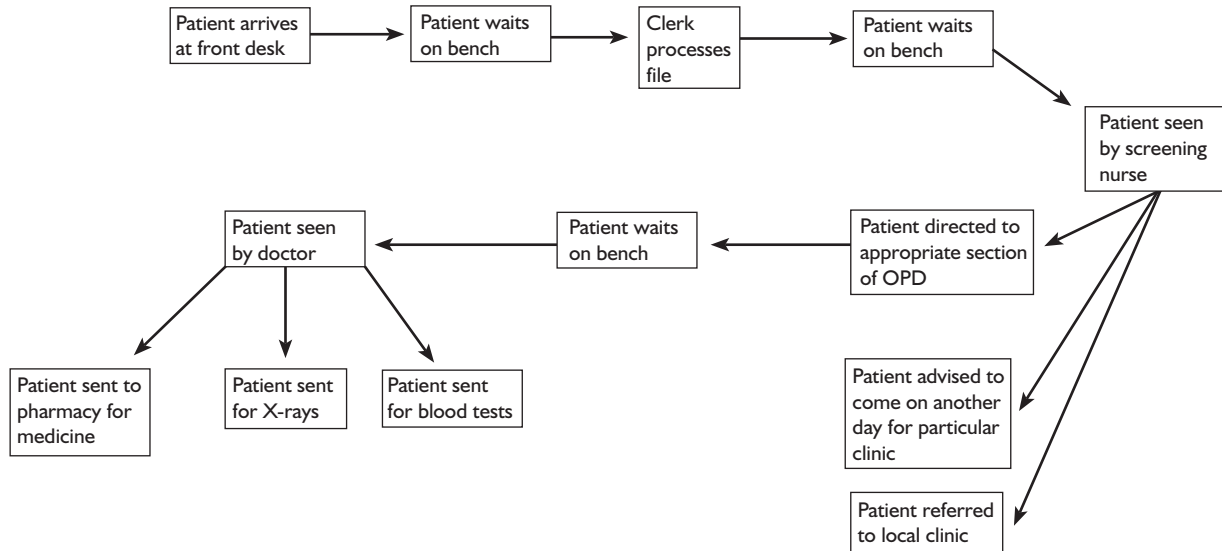 Patient arrives
at front desk
Patient waits
on bench
Clerk
processes
file
Patient waits
on bench
Patient seen
by screening
nurse
Patient directed to
appropriate section
of OPD
Patient waits
on bench
Patient seen
by doctor
Patient sent to
pharmacy for
medicine
Patient sent
for X-rays
Patient sent
for blood tests
Patient advised to
come on another
day for particular
clinic
Patient referred
to local clinic